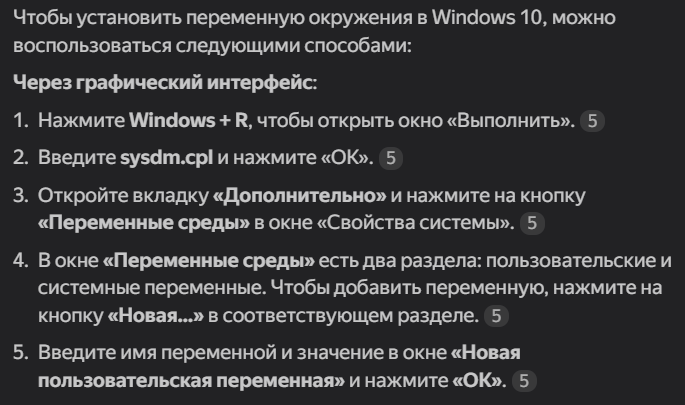 Чтобы установить переменную окружения в Windows 10, можно
воспользоваться следующими способами:
Через графический интерфейс:
1. Нажмите Windows + R, чтобы открыть окно «Выполнить». 5
2. Введите sysdm.cpl и нажмите «ОК». 5
3. Откройте вкладку «Дополнительно» и нажмите на кнопку
«Переменные среды» в окне «Свойства системы». 5
4. В окне «Переменные среды» есть два раздела: пользовательские и
системные переменные. Чтобы добавить переменную, нажмите на
кнопку «Новая...» в соответствующем разделе. 5
5. Введите имя переменной и значение в окне «Новая
пользовательская переменная» и нажмите «ОК». 5